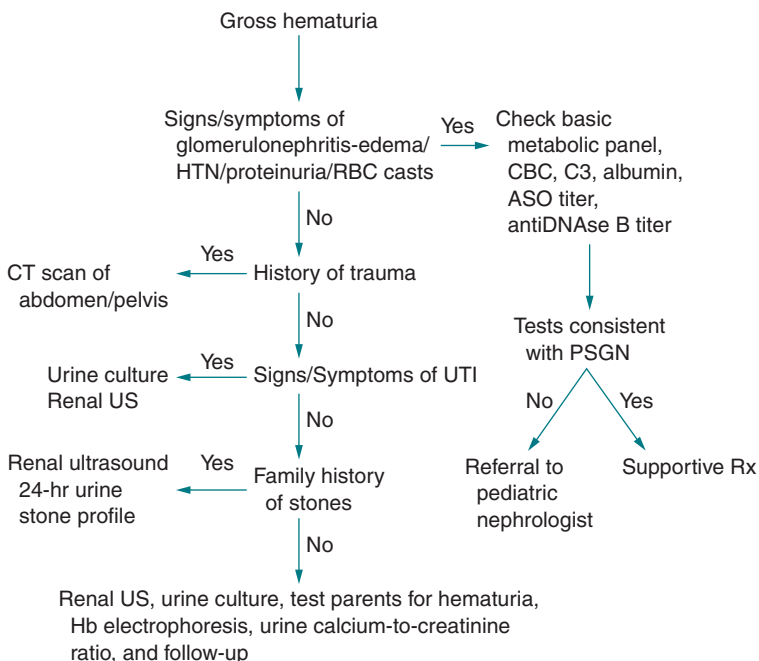 Gross hematuria
Signs/symptoms of
glomerulonephritis-edema/
HTN/proteinuria/RBC casts
Yes
Check basic
metabolic panel,
CBC, C3, albumin,
ASO titer,
antiDNAse B titer
No
CT scan of
abdomen/pelvis
Yes
History of trauma
No
Tests consistent
with PSGN
Urine culture
Renal US
Yes
Signs/Symptoms of UTI
No
No
Yes
Referral to
pediatric
nephrologist
Supportive Rx
Renal ultrasound
24-hr urine
stone profile
Yes
Family history
of stones
No
Renal US, urine culture, test parents for hematuria,
Hb electrophoresis, urine calcium-to-creatinine
ratio, and follow-up